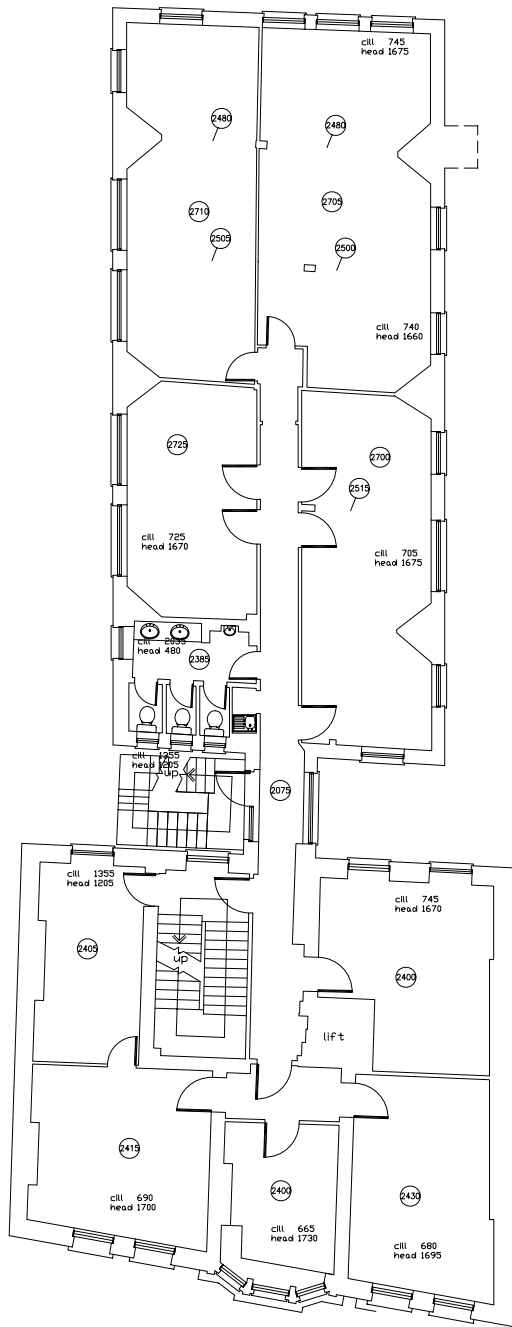 cill 745
head 1675
2480
2480
2705
2710
2505
2500
cill 740
head 1660
2725
2700
2515
cill 725
head 1670
cill 705
head 1675
cill 2035
head 480
2385
cill 1355
head 1205
up
2075
cill 1355
head 1205
cill 745
head 1670
2405
up
2400
lift
2415
2400
2430
cill 690
head 1700
cill 665
head 1730
cill 680
head 1695